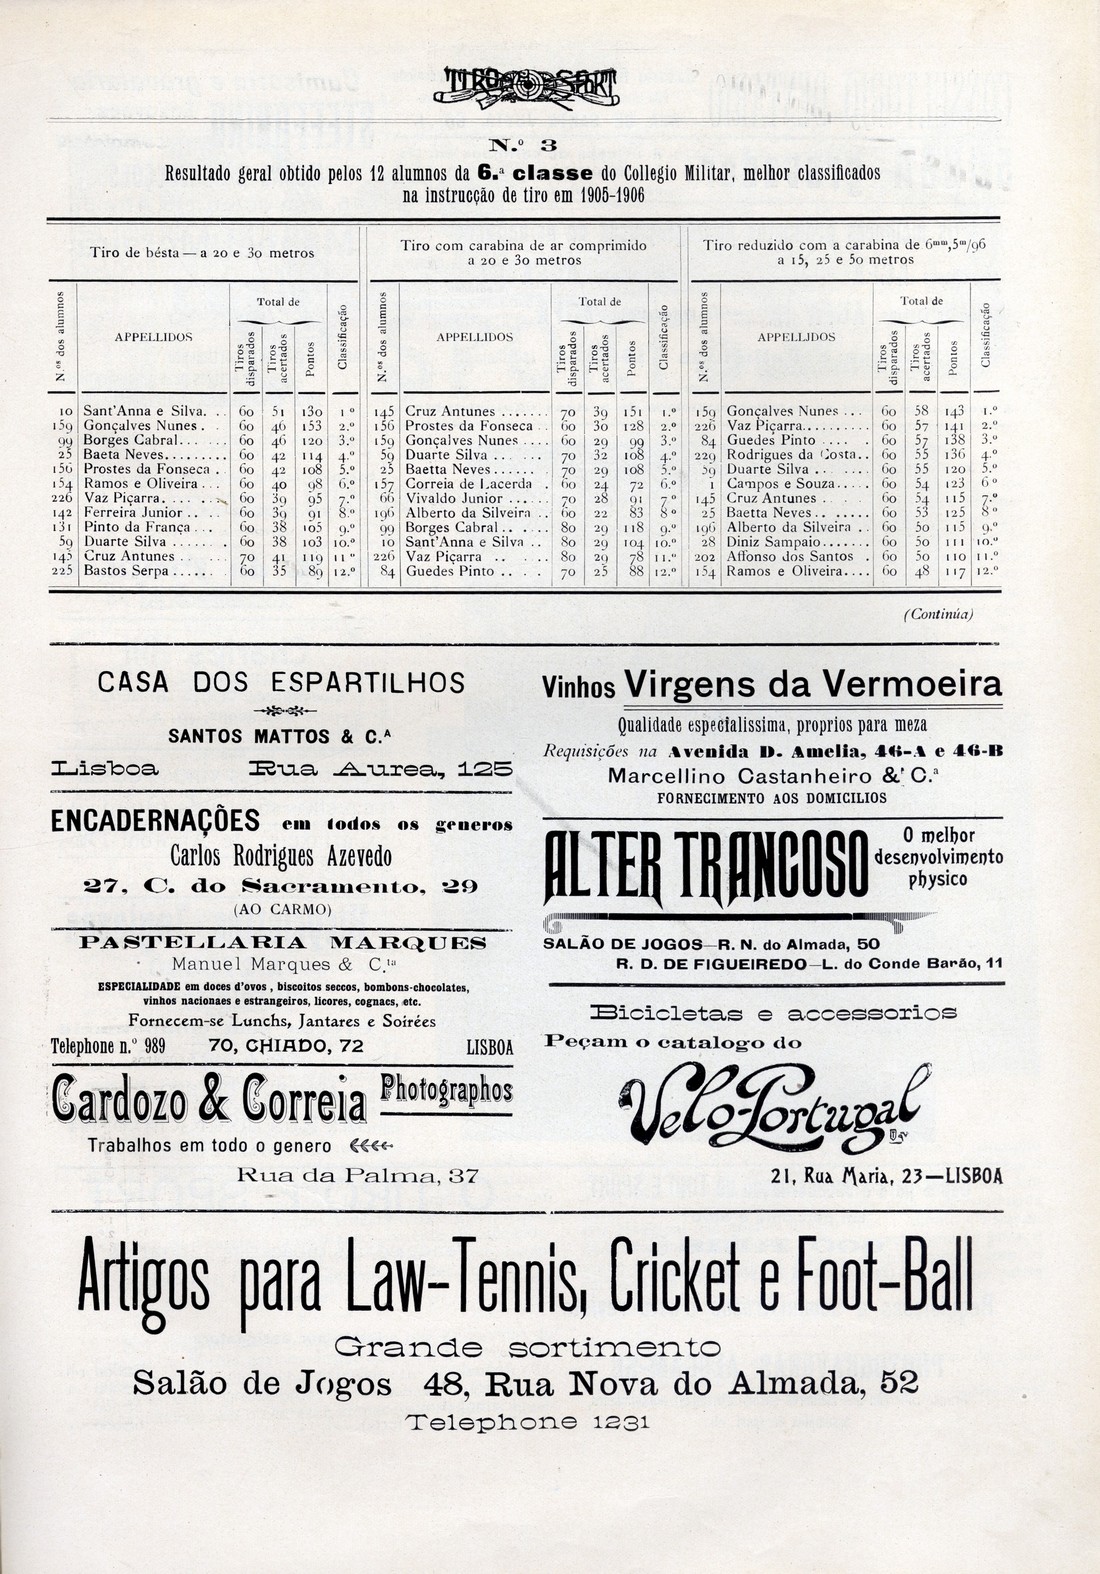 TIRO E SPORT
N.º 3
Resultado geral obtido pelos 12 alumnos da 6.ª classe do Collegio Militar, melhor classificados
na instrucção de tiro em 1905-1906
Tiro de bésta — a 20 e 30 metros
N.ºs dos alumnos
APPELLIDOS
Total de
Tiros disparados
Tiros acertados
Pontos
Classificação
10 Sant'Anna e Silva. . . 60 51 130 1 º
159 Gonçalves Nunes . . 60 46 153 2.º
99 Borges Cabral... . . . 60 46 120 3.º
25 Baeta Neves......... 60 42 114 4.º
156 Prostes da Fonseca . 60 42 108 5.º
154 Ramos e Oliveira . . . 60 40 98 6.º
226 Vaz Piçarra. . . . . . 60 39 95 7.º
142 Ferreira Junior . . . . 60 39 91 8.º
131 Pinto da França . . . 60 38 105 9.º
59 Duarte Silva . . . . . . 60 38 103 10.º
145 Cruz Antunes . . . . . 70 41 119 11 º
225 Bastos Serpa ...... . 60 35 89 12.º
Tiro com carabina de ar comprimido
a 20 e 30 metros
N.ºs dos alumnos
APPELLIDOS
Total de
Tiros disparados
Tiros acertados
Pontos
Classificação
145 Cruz Antunes ....... 70 39 151 1.º
156 Prostes da Fonseca . . 60 30 128 2.º
159 Gonçalves Nunes .... 60 29 99 3.º
59 Duarte Silva ...... 70 32 108 4.º
25 Baetta Neves...... 70 29 108 5.º
157 Correia de Lacerda . 60 24 72 6.º
66 Vivaldo Junior .... . 70 28 91 7 º
196 Alberto da Silveira . . 60 22 83 8 º
99 Borges Cabral . . . . . 80 29 118 9.º
10 Sant'Anna e Silva . . 80 29 104 10.º
226 Vaz Piçarra . . . . . 80 29 78 11.º
84 Guedes Pinto .. . . . 70 25 88 12.º
Tiro reduzido com a carabina de 6ᵐᵐ,5ᵐ/96
a 15, 25 e 50 metros
N.ºs dos alumnos
APPELLIDOS
Total de
Tiros disparados
Tiros acertados
Pontos
Classificação
159 Gonçalves Nunes ... 60 58 143 1.º
226 Vaz Piçarra......... 60 57 141 2.º
84 Guedes Pinto .... . 60 57 138 3.º
229 Rodrigues da Costa.. 60 55 136 4.º
59 Duarte Silva . . . . . 60 55 120 5.º
1 Campos e Souza..... 60 54 123 6 º
145 Cruz Antunes . . . . 60 54 115 7.º
25 Baetta Neves.. ..... 60 53 125 8 º
196 Alberto da Silveira . . 60 50 115 9.º
28 Diniz Sampaio...... . 60 50 111 10.º
202 Affonso dos Santos . 60 50 110 11.º
154 Ramos e Oliveira.... 60 48 117 12.º
(Continúa)
CASA DOS ESPARTILHOS
SANTOS MATTOS & C.ᴬ
Lisboa Rua Aurea, 125
ENCADERNAÇÕES em todos os generos
Carlos Rodrigues Azevedo
27, C. do Sacramento, 29
(AO CARMO)
PASTELLARIA MARQUES
Manuel Marques & C.ᵗᵃ
ESPECIALIDADE em doces d'ovos, biscoitos seccos, bombons-chocolates,
vinhos nacionaes e estrangeiros, licores, cognacs, etc.
Fornecem-se Lunchs, Jantares e Soirées
Telephone n.º 989 70, CHIADO, 72 LISBOA
Cardozo & Correia Photographos
Trabalhos em todo o genero
Rua da Palma, 37
Vinhos Virgens da Vermoeira
Qualidade especialissima, proprios para meza
Requisições na Avenida D. Amelia, 46-A e 46-B
Marcellino Castanheiro & C.ª
FORNECIMENTO AOS DOMICILIOS
ALTER TRANCOSO
O melhor
desenvolvimento
physico
SALÃO DE JOGOS—R. N. do Almada, 50
R. D. DE FIGUEIREDO—L. do Conde Barão, 11
Bicicletas e accessorios
Peçam o catalogo do
Velo-Portugal
21, Rua Maria, 23—LISBOA
Artigos para Law-Tennis, Cricket e Foot-Ball
Grande sortimento
Salão de Jogos 48, Rua Nova do Almada, 52
Telephone 1231